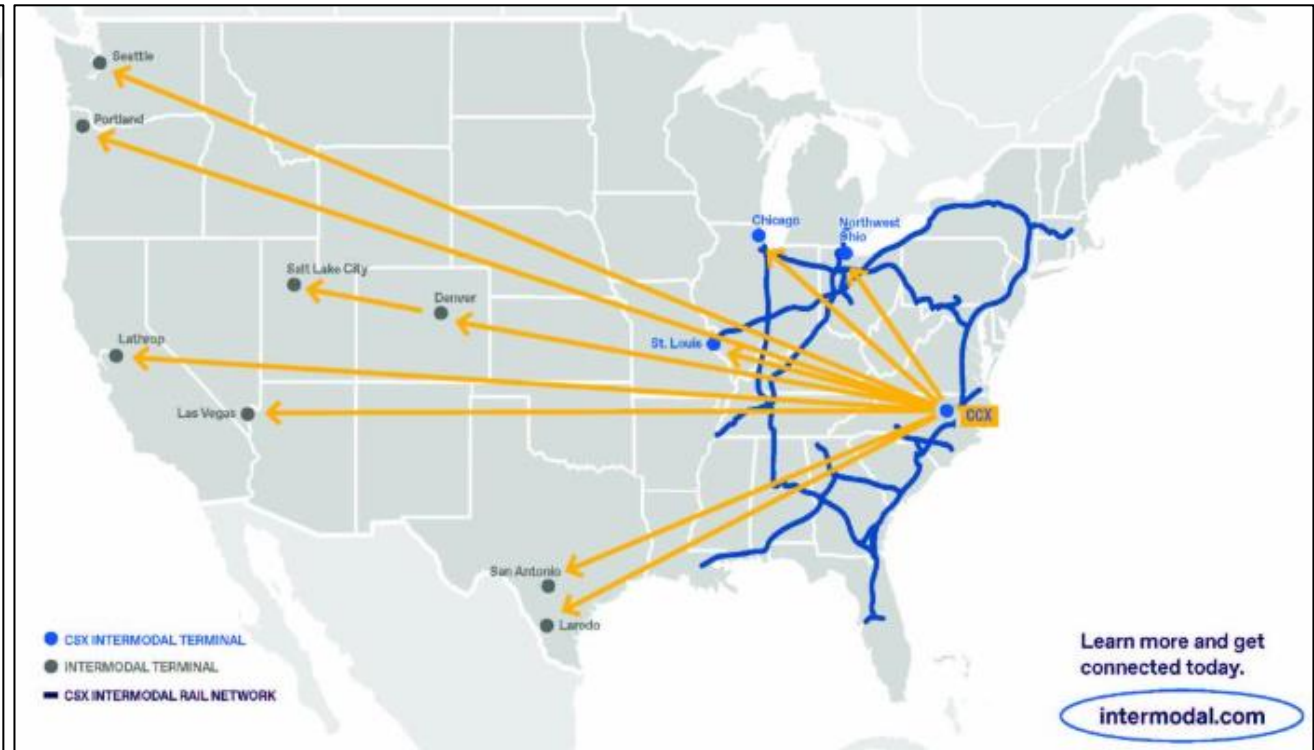 Seattle
Portland
Chicago
Northwest
Ohio
Salt Lake City
Denver
St. Louis
Lathrop
Las Vegas
CCX
San Antonio
Laredo
CSX INTERMODAL TERMINAL
INTERMODAL TERMINAL
CSX INTERMODAL RAIL NETWORK
Learn more and get
connected today.
intermodal.com